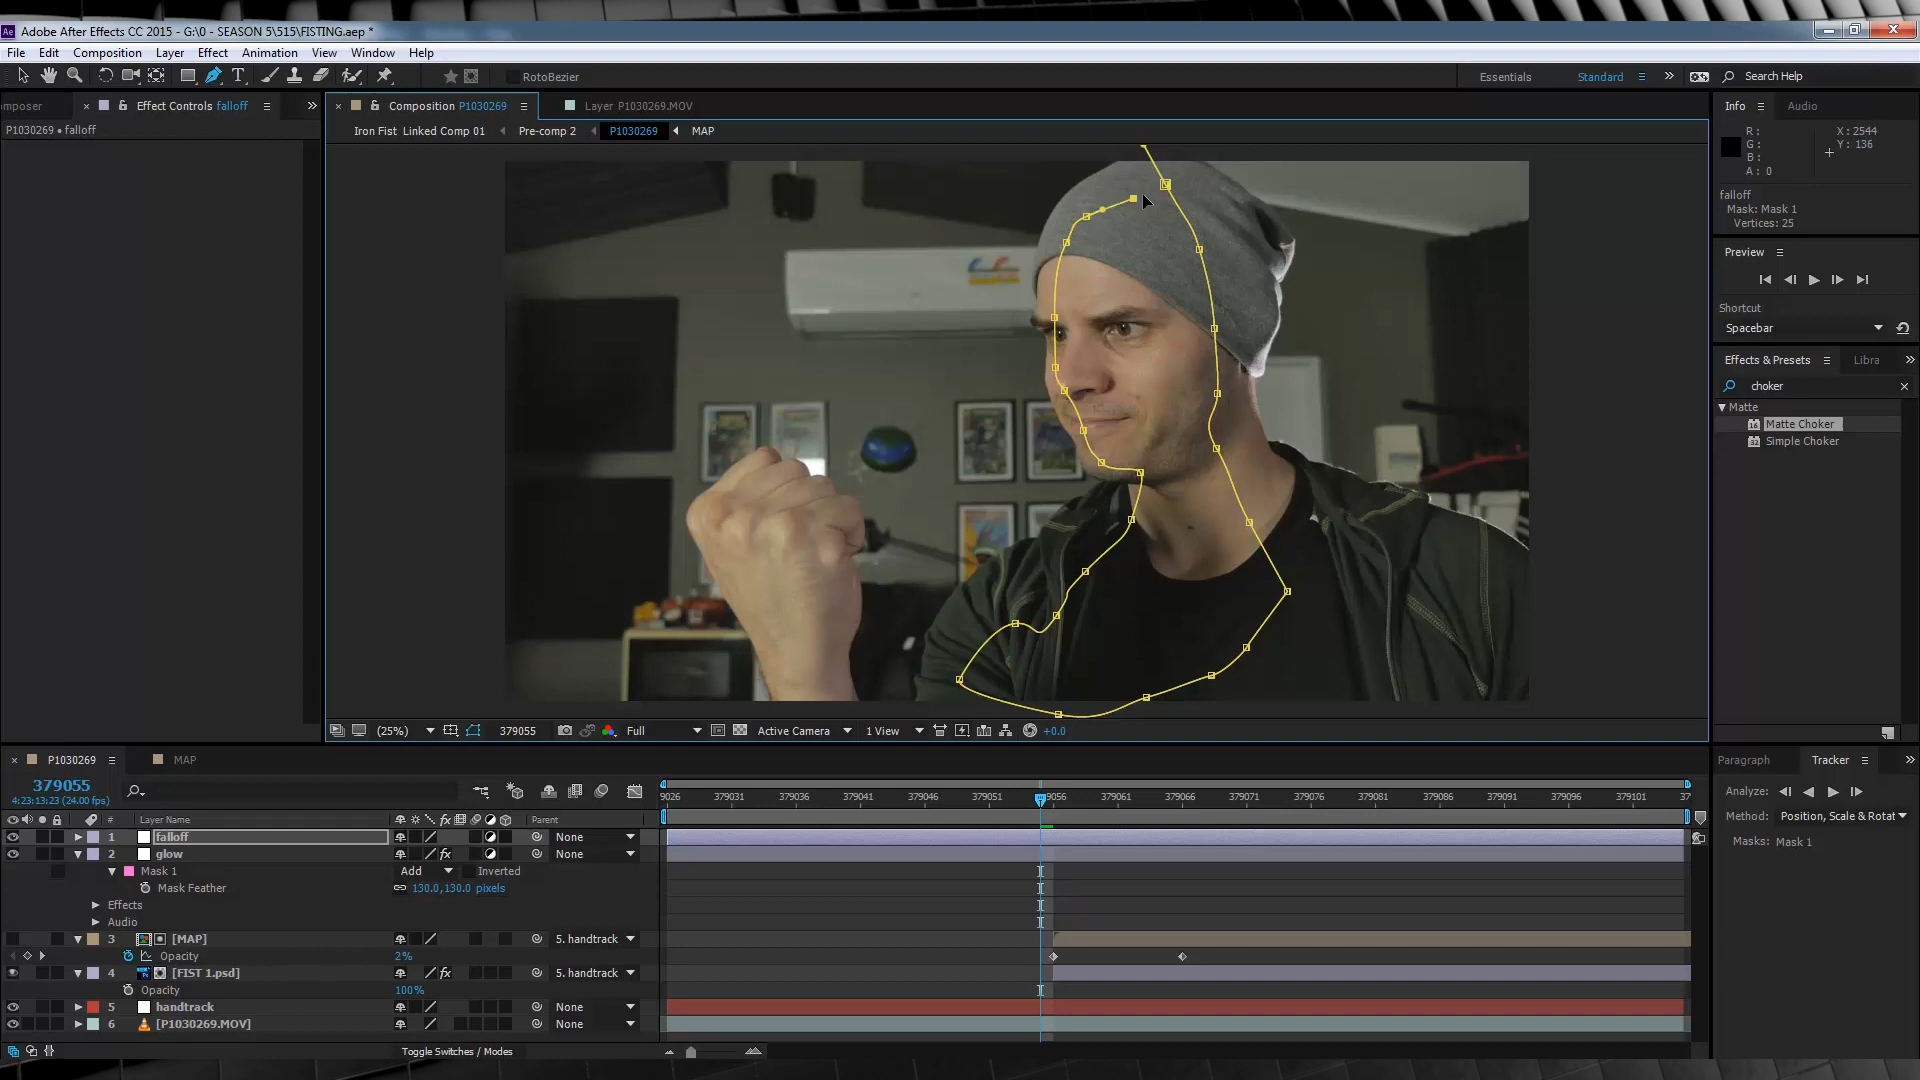 Adobe After Effects CC 2015 - G:\0 - SEASON 5\515\FISTING.aep *
File Edit Composition Layer Effect Animation View Window Help
RotoBezier
Essentials Standard Search Help
mposer Effect Controls falloff
P1030269 • falloff
Composition P1030269 Layer P1030269.MOV
Iron Fist Linked Comp 01 Pre-comp 2 P1030269 MAP
Info Audio
R: X: 2544
G: Y: 136
B:
A: 0
falloff
Mask: Mask 1
Vertices: 25
Preview
Shortcut
Spacebar
Effects & Presets Libra
choker
Matte
Matte Choker
Simple Choker
(25%) 379055 Full Active Camera 1 View +0.0
P1030269 MAP
379055
4:23:13:23 (24.00 fps)
9026 379031 379036 379041 379046 379051 9056 379061 379066 379071 379076 379081 379086 379091 379096 379101 37
# Layer Name Parent
1 falloff None
2 glow None
Mask 1 Add Inverted
Mask Feather 130.0,130.0 pixels
Effects
Audio
3 [MAP] 5. handtrack
Opacity 2%
4 [FIST 1.psd] 5. handtrack
Opacity 100%
5 handtrack None
6 [P1030269.MOV] None
Toggle Switches / Modes
Paragraph Tracker
Analyze:
Method: Position, Scale & Rotat
Masks: Mask 1